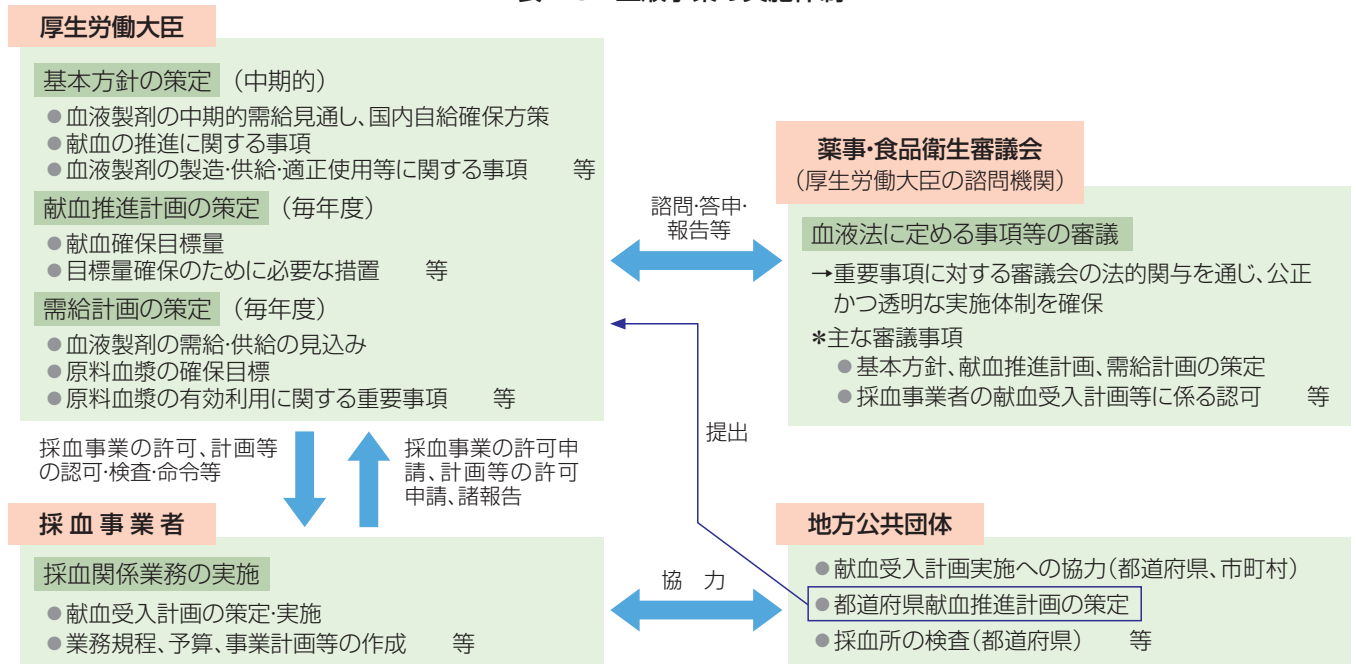 厚生労働大臣
基本方針の策定 (中期的)
●血液製剤の中期的需給見通し、国内自給確保方策
●献血の推進に関する事項
●血液製剤の製造・供給・適正使用等に関する事項 等
献血推進計画の策定 (毎年度)
●献血確保目標量
●目標量確保のために必要な措置 等
需給計画の策定 (毎年度)
●血液製剤の需給・供給の見込み
●原料血漿の確保目標
●原料血漿の有効利用に関する重要事項 等
諮問・答申・
報告等
薬事・食品衛生審議会
(厚生労働大臣の諮問機関)
血液法に定める事項等の審議
→重要事項に対する審議会の法的関与を通じ、公正
かつ透明な実施体制を確保
*主な審議事項
●基本方針、献血推進計画、需給計画の策定
●採血事業者の献血受入計画等に係る認可 等
採血事業の許可、計画等
の認可・検査・命令等
採血事業の許可申
請、計画等の許可
申請、諸報告
提出
採血事業者
採血関係業務の実施
●献血受入計画の策定・実施
●業務規程、予算、事業計画等の作成 等
協 力
地方公共団体
●献血受入計画実施への協力(都道府県、市町村)
●都道府県献血推進計画の策定
●採血所の検査(都道府県) 等